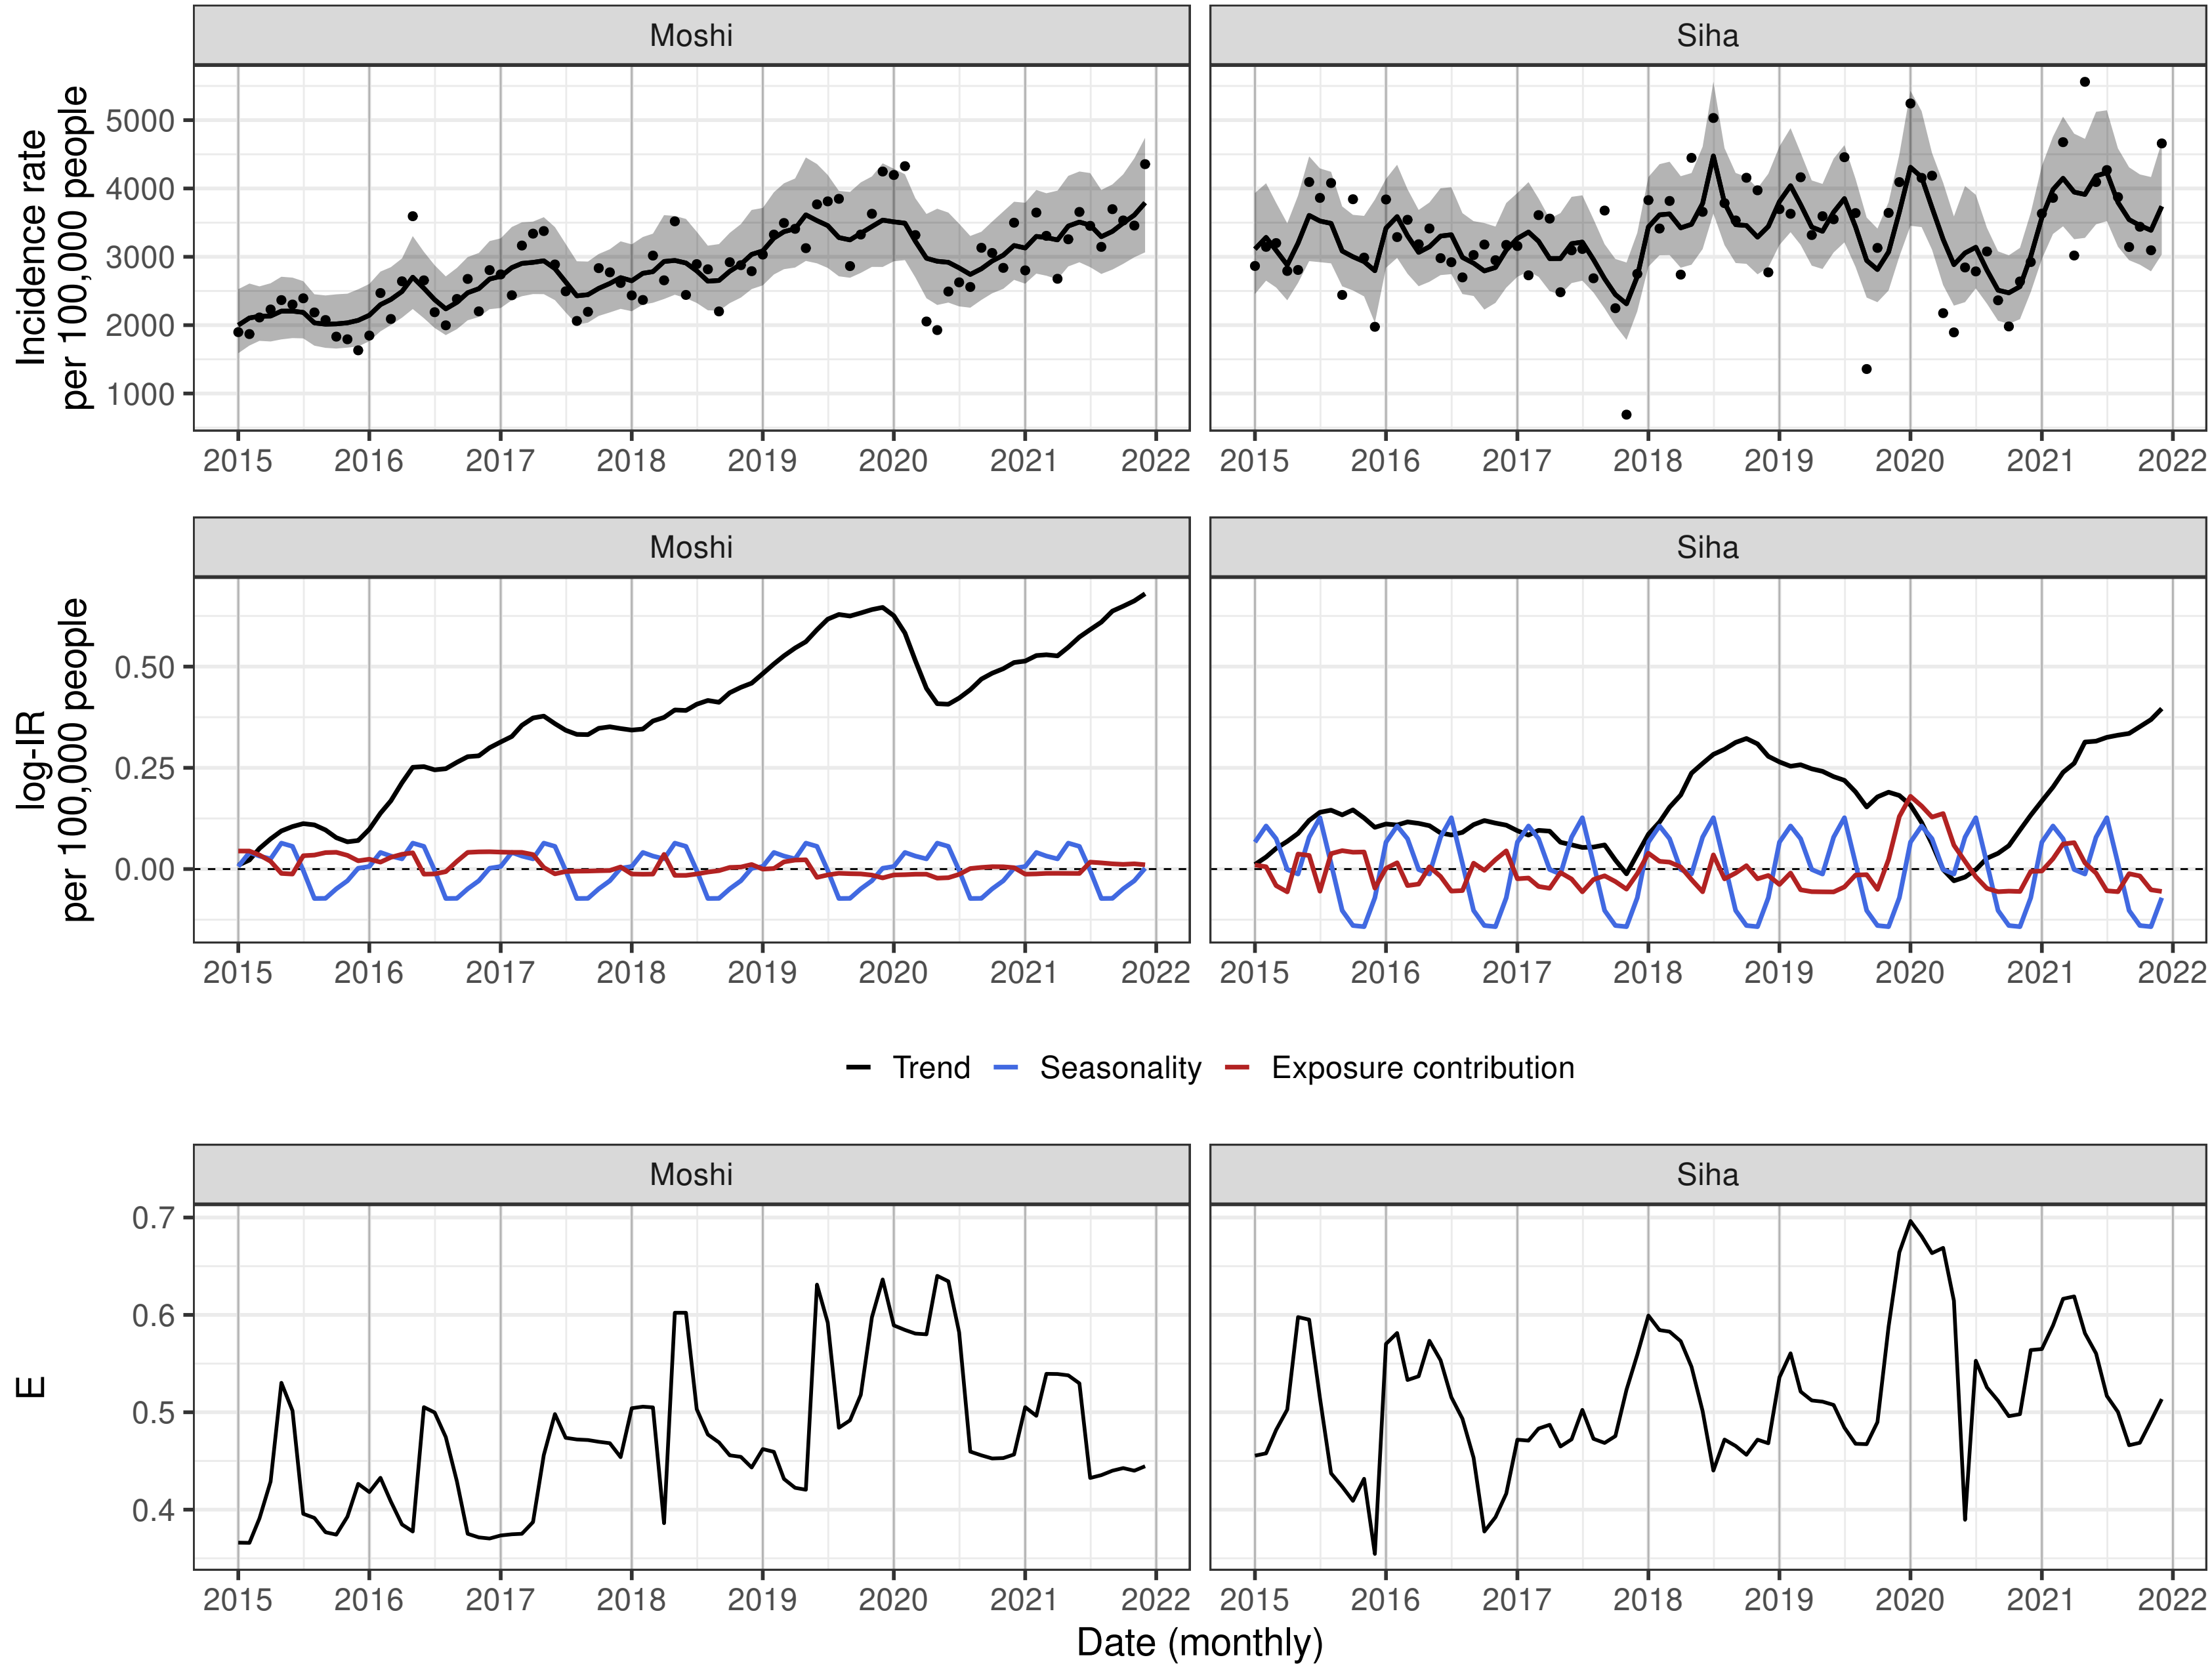 Moshi
Siha
Incidence rate
per 100,000 people
5000
4000
3000
2000
1000
2015 2016 2017 2018 2019 2020 2021 2022
2015 2016 2017 2018 2019 2020 2021 2022
Moshi
Siha
log-IR
per 100,000 people
0.50
0.25
0.00
2015 2016 2017 2018 2019 2020 2021 2022
2015 2016 2017 2018 2019 2020 2021 2022
Trend Seasonality Exposure contribution
Moshi
Siha
E
0.7
0.6
0.5
0.4
2015 2016 2017 2018 2019 2020 2021 2022
2015 2016 2017 2018 2019 2020 2021 2022
Date (monthly)